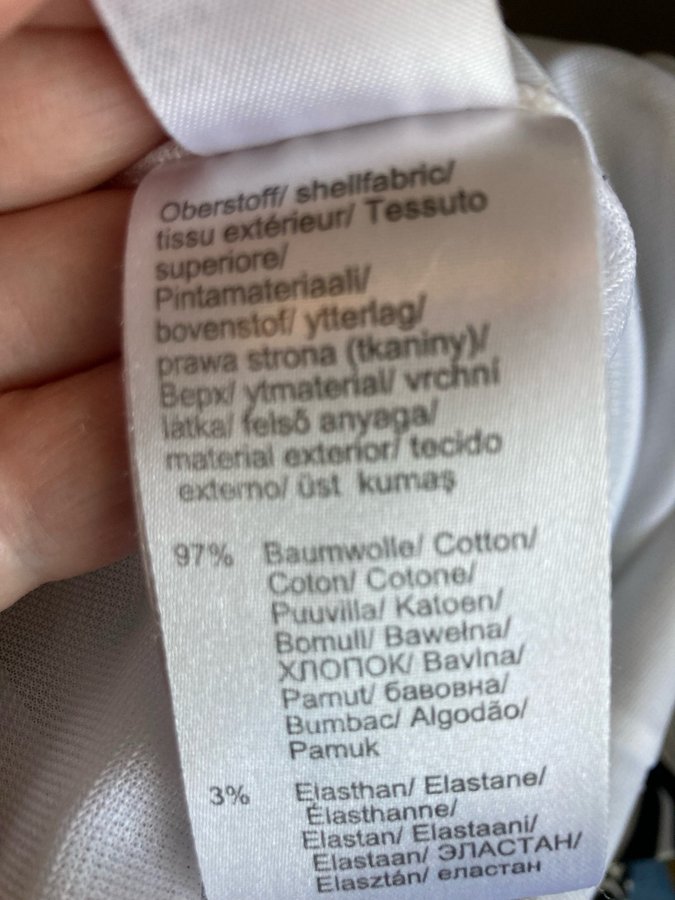 Oberstoff/ shellfabric/
tissu extérieur/ Tessuto
superiore/
Pintamateriaali/
bovenstof/ ytterlag/
prawa strona (tkaniny)/
Bepx/ ytmaterial/ vrchní
látka/ felső anyaga/
material exterior/ tecido
externo/ üst kumaş
97% Baumwolle/ Cotton/
Coton/ Cotone/
Puuvilla/ Katoen/
Bomull/ Bawełna/
ХЛОПОК/ Bavlna/
Pamut/ бавовна/
Bumbac/ Algodão/
Pamuk
3% Elasthan/ Elastane/
Élasthanne/
Elastan/ Elastaani/
Elastaan/ ЭЛАСТАН/
Elasztán/ еластан